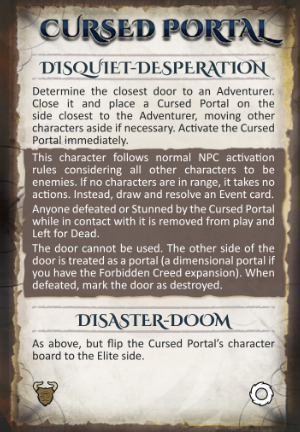 CURSED PORTAL
DISQUIET-DESPERATION
Determine the closest door to an Adventurer.
Close it and place a Cursed Portal on the
side closest to the Adventurer, moving other
characters aside if necessary. Activate the Cursed
Portal immediately.
This character follows normal NPC activation
rules considering all other characters to be
enemies. If no characters are in range, it takes no
actions. Instead, draw and resolve an Event card.
Anyone defeated or Stunned by the Cursed Portal
while in contact with it is removed from play and
Left for Dead.
The door cannot be used. The other side of the
door is treated as a portal (a dimensional portal if
you have the Forbidden Creed expansion). When
defeated, mark the door as destroyed.
DISASTER-DOOM
As above, but flip the Cursed Portal's character
board to the Elite side.